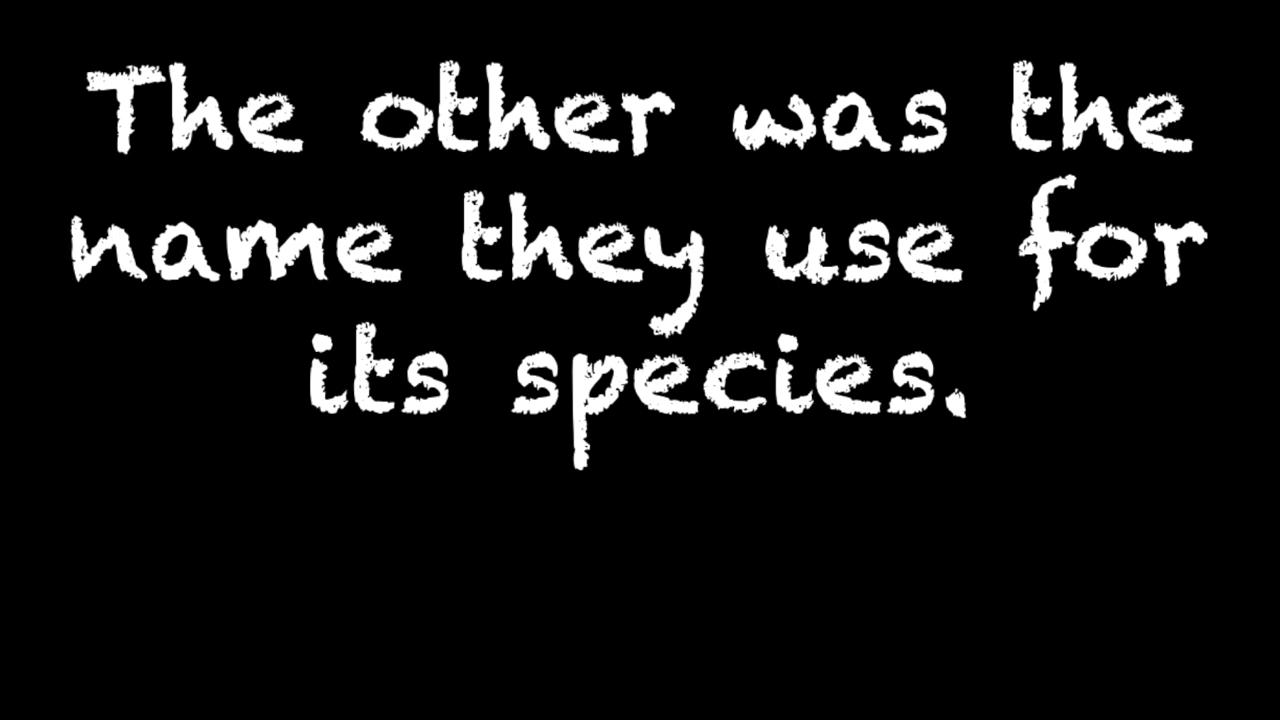 The other was the
name they use for
its species.